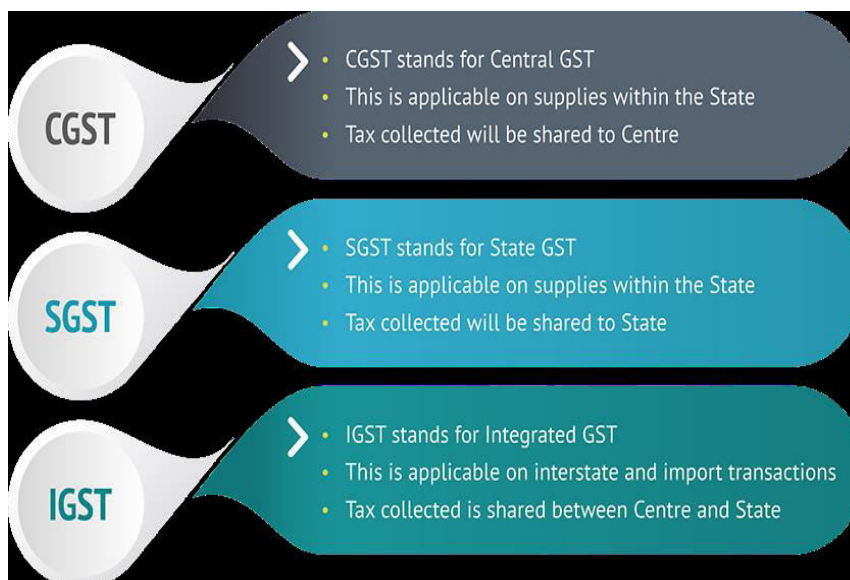 CGST
CGST stands for Central GST
This is applicable on supplies within the State
Tax collected will be shared to Centre
SGST
SGST stands for State GST
This is applicable on supplies within the State
Tax collected will be shared to State
IGST
IGST stands for Integrated GST
This is applicable on interstate and import transactions
Tax collected is shared between Centre and State